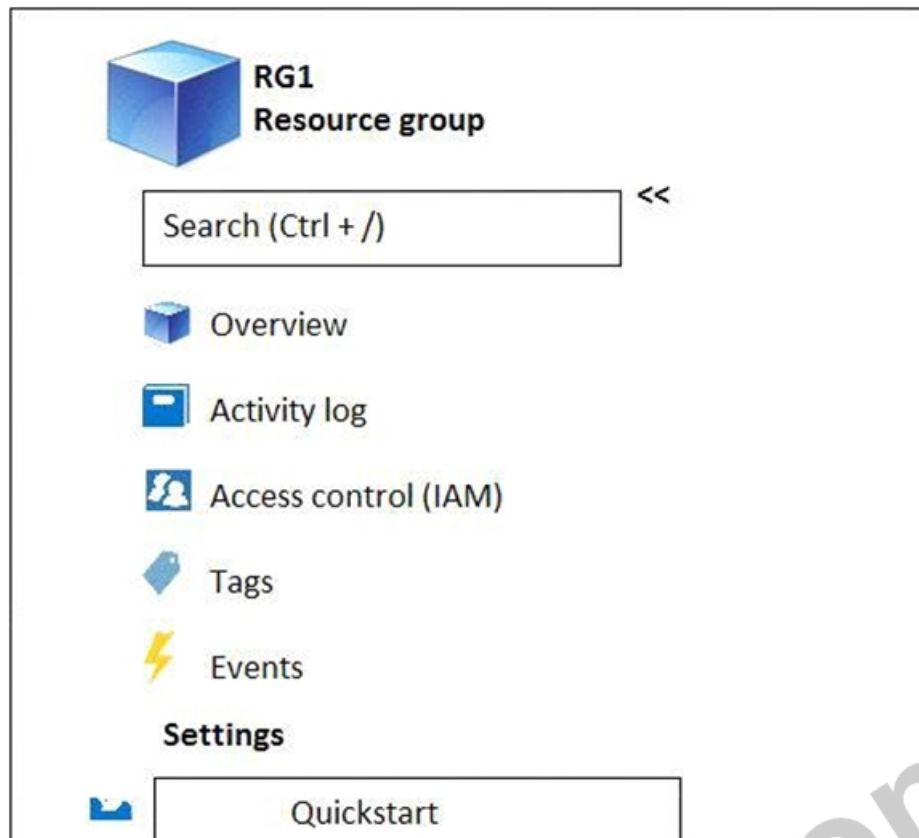 RG1
Resource group
<<
Search (Ctrl + /)
Overview
Activity log
Access control (IAM)
Tags
Events
Settings
Quickstart